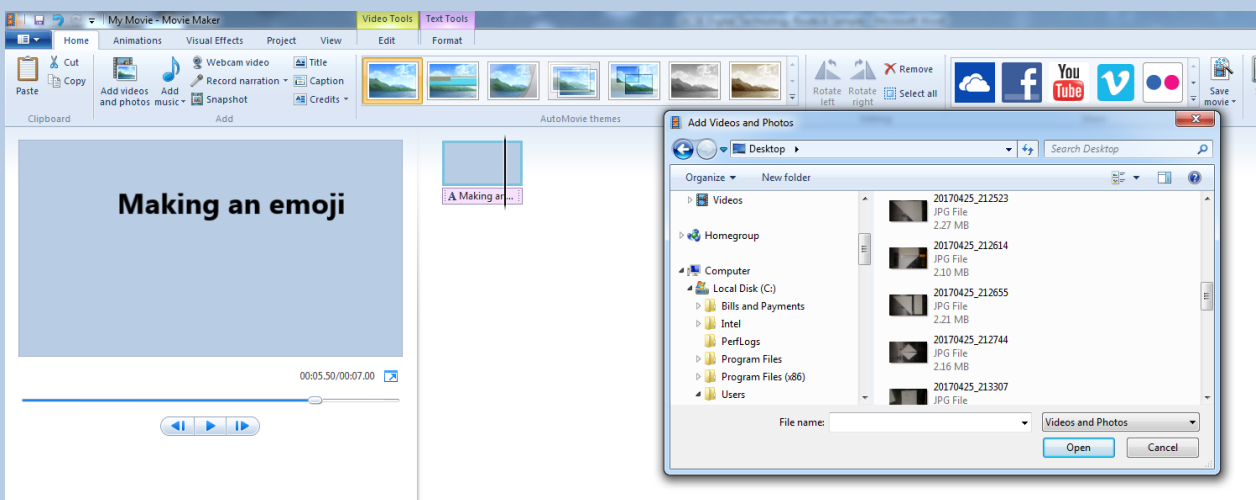 My Movie - Movie Maker
Video Tools
Text Tools
Home
Animations
Visual Effects
Project
View
Edit
Format
Paste
Cut
Copy
Clipboard
Add videos and photos
Add music
Webcam video
Record narration
Snapshot
Title
Caption
Credits
Add
AutoMovie themes
Rotate left
Rotate right
Remove
Select all
You
Tube
Save movie
Making an emoji
00:05.50/00:07.00
A Making an...
Add Videos and Photos
Desktop
Search Desktop
Organize
New folder
Videos
Homegroup
Computer
Local Disk (C:)
Bills and Payments
Intel
PerfLogs
Program Files
Program Files (x86)
Users
20170425_212523
JPG File
2.27 MB
20170425_212614
JPG File
2.10 MB
20170425_212655
JPG File
2.21 MB
20170425_212744
JPG File
2.16 MB
20170425_213307
JPG File
File name:
Videos and Photos
Open
Cancel